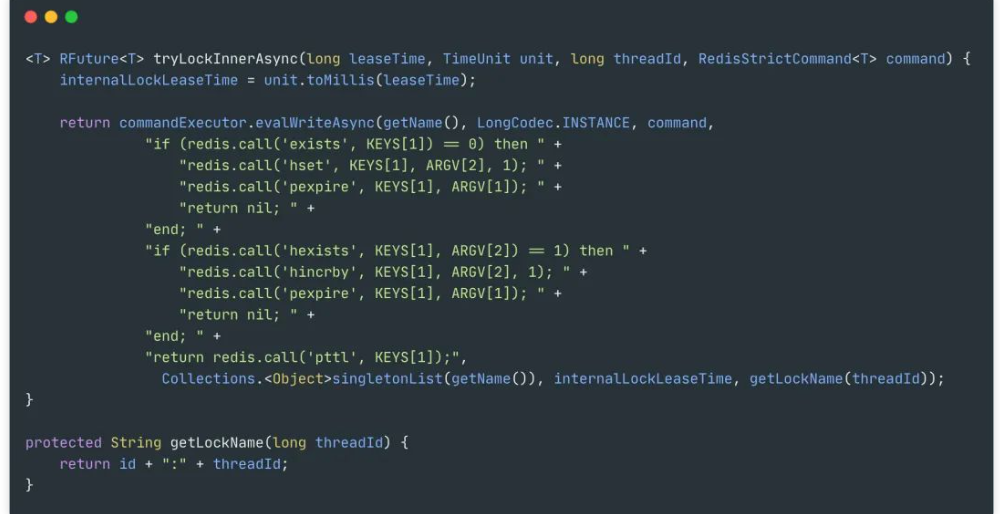 <T> RFuture<T> tryLockInnerAsync(long leaseTime, TimeUnit unit, long threadId, RedisStrictCommand<T> command) {
    internalLockLeaseTime = unit.toMillis(leaseTime);

    return commandExecutor.evalWriteAsync(getName(), LongCodec.INSTANCE, command,
              "if (redis.call('exists', KEYS[1]) == 0) then " +
                  "redis.call('hset', KEYS[1], ARGV[2], 1); " +
                  "redis.call('pexpire', KEYS[1], ARGV[1]); " +
                  "return nil; " +
              "end; " +
              "if (redis.call('hexists', KEYS[1], ARGV[2]) == 1) then " +
                  "redis.call('hincrby', KEYS[1], ARGV[2], 1); " +
                  "redis.call('pexpire', KEYS[1], ARGV[1]); " +
                  "return nil; " +
              "end; " +
              "return redis.call('pttl', KEYS[1]);",
                Collections.<Object>singletonList(getName()), internalLockLeaseTime, getLockName(threadId));
}

protected String getLockName(long threadId) {
    return id + ":" + threadId;
}